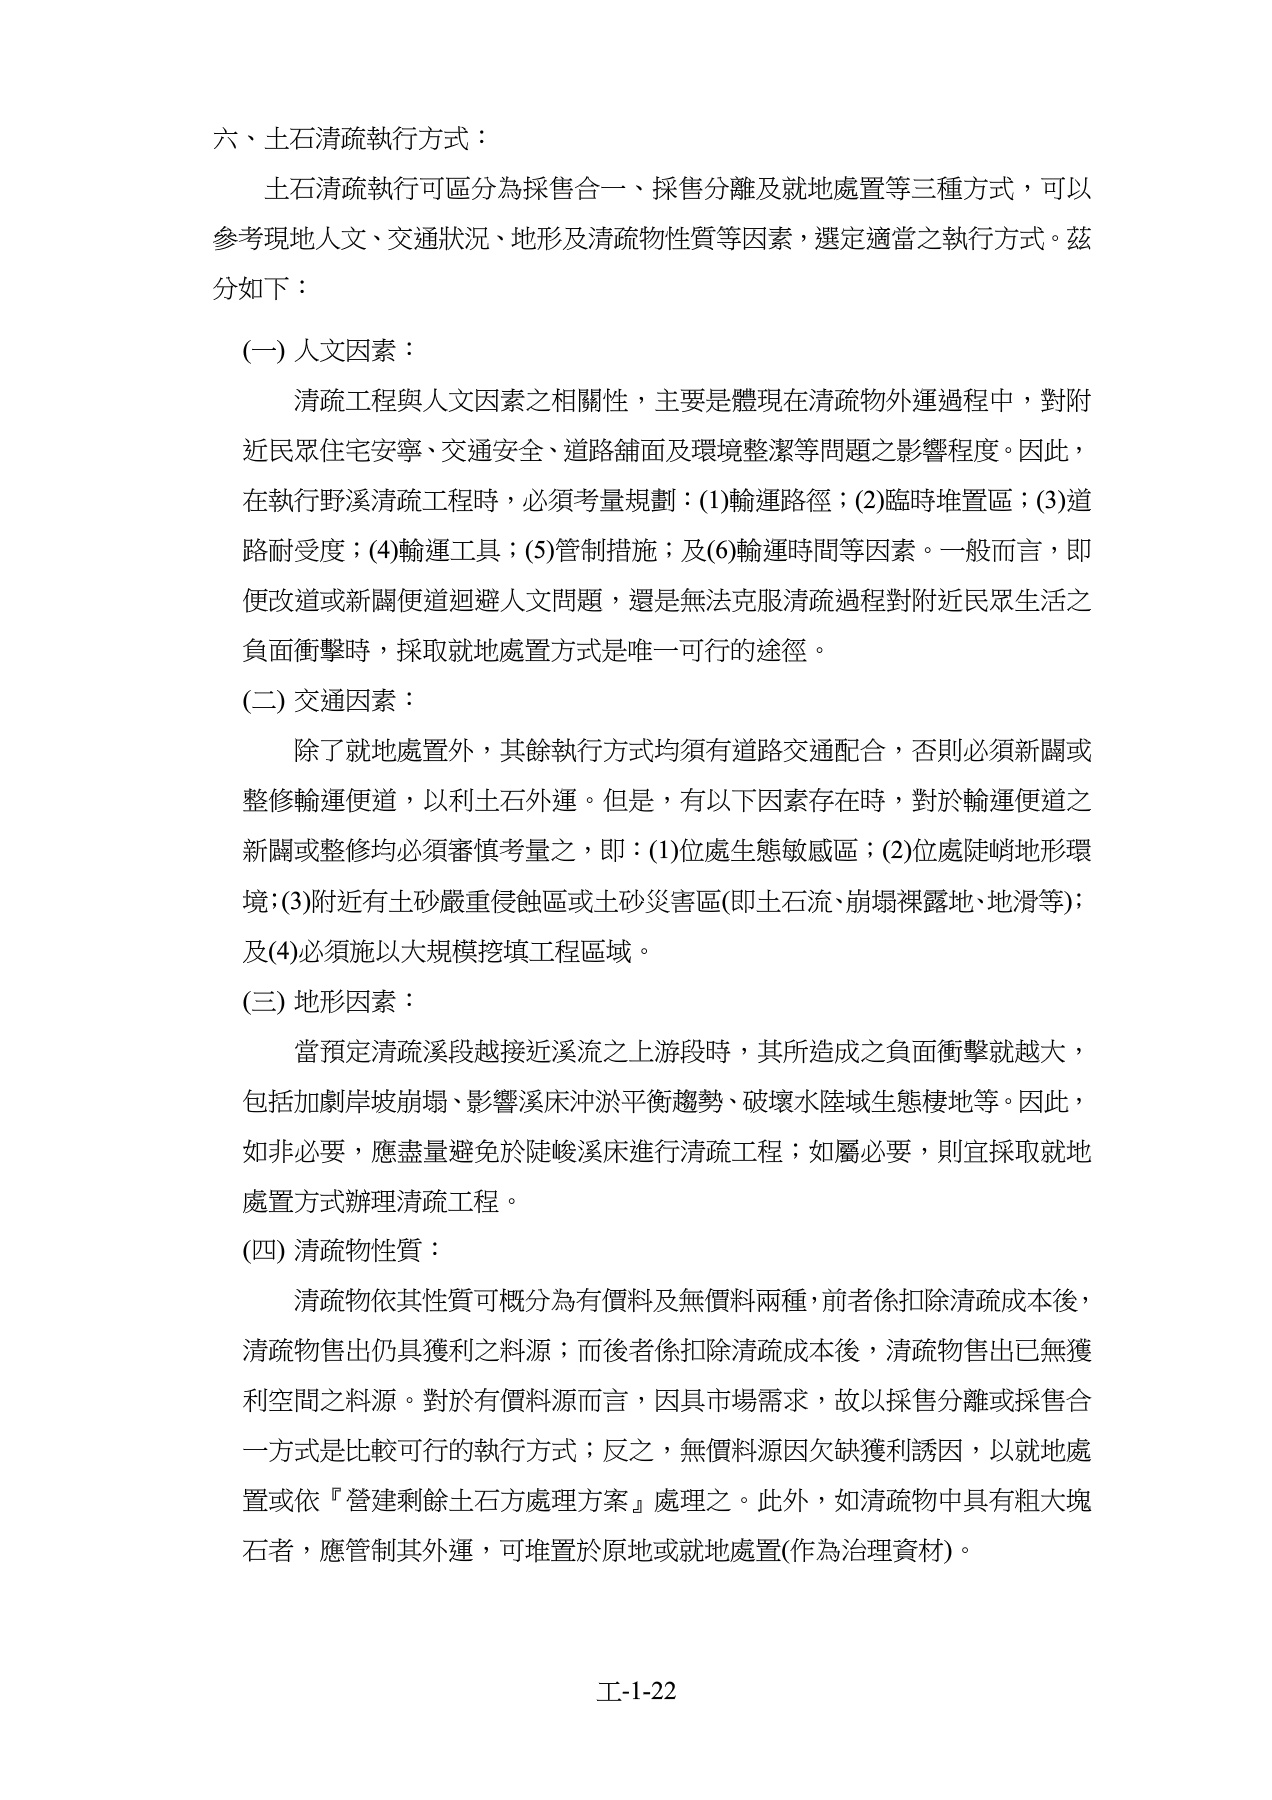 六、土石清疏執行方式：
土石清疏執行可區分為採售合一、採售分離及就地處置等三種方式，可以
參考現地人文、交通狀況、地形及清疏物性質等因素，選定適當之執行方式。茲
分如下：
(一) 人文因素：
清疏工程與人文因素之相關性，主要是體現在清疏物外運過程中，對附
近民眾住宅安寧、交通安全、道路舖面及環境整潔等問題之影響程度。因此，
在執行野溪清疏工程時，必須考量規劃：(1)輸運路徑；(2)臨時堆置區；(3)道
路耐受度；(4)輸運工具；(5)管制措施；及(6)輸運時間等因素。一般而言，即
便改道或新闢便道迴避人文問題，還是無法克服清疏過程對附近民眾生活之
負面衝擊時，採取就地處置方式是唯一可行的途徑。
(二) 交通因素：
除了就地處置外，其餘執行方式均須有道路交通配合，否則必須新闢或
整修輸運便道，以利土石外運。但是，有以下因素存在時，對於輸運便道之
新闢或整修均必須審慎考量之，即：(1)位處生態敏感區；(2)位處陡峭地形環
境；(3)附近有土砂嚴重侵蝕區或土砂災害區(即土石流、崩塌裸露地、地滑等)；
及(4)必須施以大規模挖填工程區域。
(三) 地形因素：
當預定清疏溪段越接近溪流之上游段時，其所造成之負面衝擊就越大，
包括加劇岸坡崩塌、影響溪床沖淤平衡趨勢、破壞水陸域生態棲地等。因此，
如非必要，應盡量避免於陡峻溪床進行清疏工程；如屬必要，則宜採取就地
處置方式辦理清疏工程。
(四) 清疏物性質：
清疏物依其性質可概分為有價料及無價料兩種，前者係扣除清疏成本後，
清疏物售出仍具獲利之料源；而後者係扣除清疏成本後，清疏物售出已無獲
利空間之料源。對於有價料源而言，因具市場需求，故以採售分離或採售合
一方式是比較可行的執行方式；反之，無價料源因欠缺獲利誘因，以就地處
置或依『營建剩餘土石方處理方案』處理之。此外，如清疏物中具有粗大塊
石者，應管制其外運，可堆置於原地或就地處置(作為治理資材)。
工-1-22